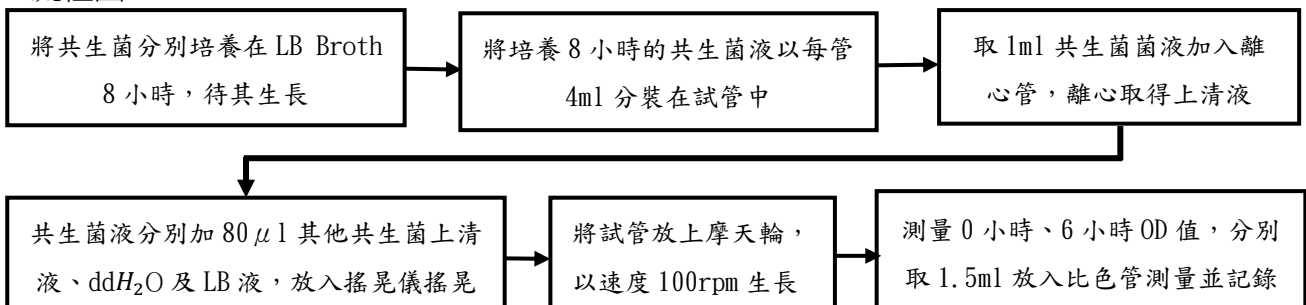 將共生菌分別培養在 LB Broth
8 小時，待其生長
將培養 8 小時的共生菌液以每管
4ml 分裝在試管中
取 1ml 共生菌菌液加入離
心管，離心取得上清液
共生菌液分別加 80μl 其他共生菌上清
液、ddH₂O 及 LB 液，放入搖晃儀搖晃
將試管放上摩天輪，
以速度 100rpm 生長
測量 0 小時、6 小時 OD 值，分別
取 1.5ml 放入比色管測量並記錄